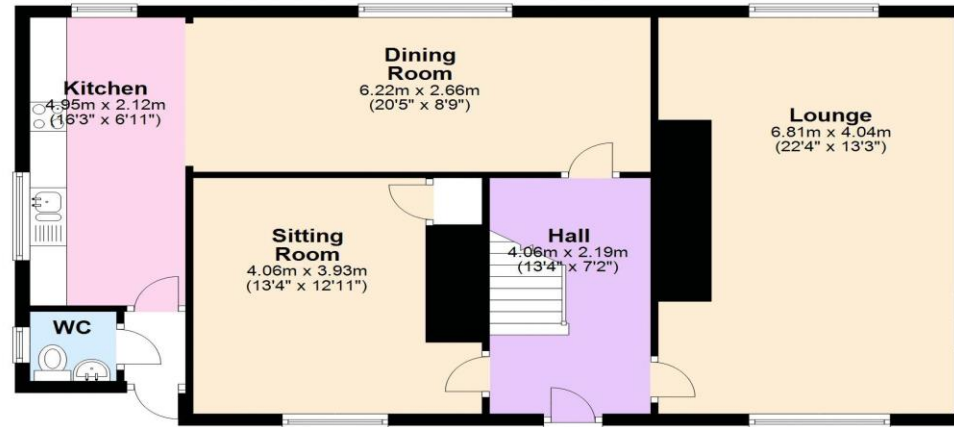 Kitchen
4.95m x 2.12m
(16'3" x 6'11")
Dining
Room
6.22m x 2.66m
(20'5" x 8'9")
Lounge
6.81m x 4.04m
(22'4" x 13'3")
Sitting
Room
4.06m x 3.93m
(13'4" x 12'11")
Hall
4.06m x 2.19m
(13'4" x 7'2")
WC